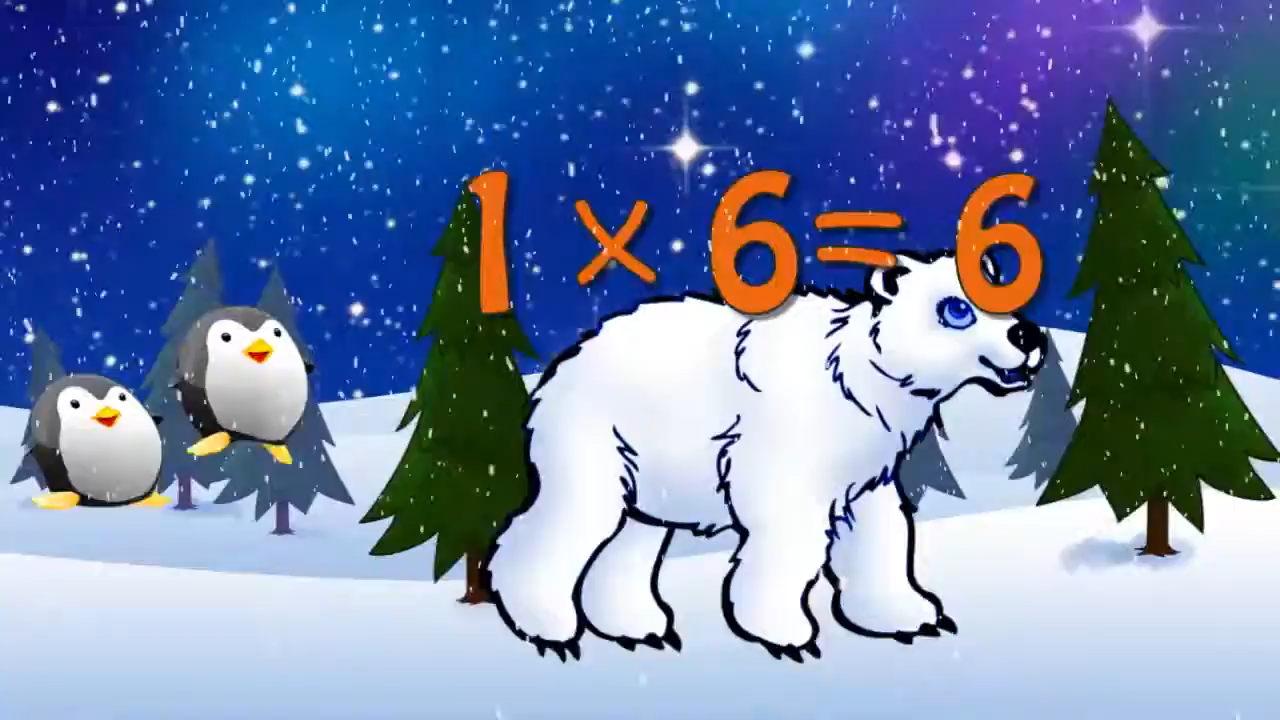 1 × 6 = 6